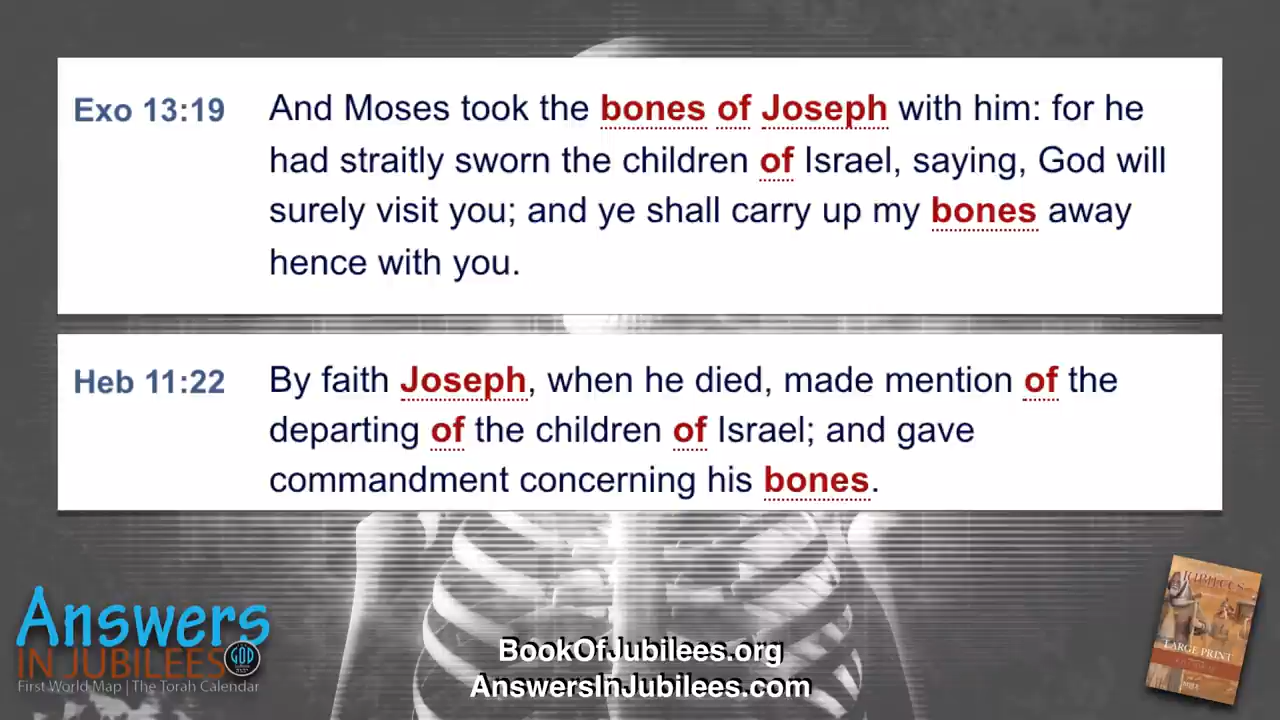 Exo 13:19 And Moses took the bones of Joseph with him: for he
had straitly sworn the children of Israel, saying, God will
surely visit you; and ye shall carry up my bones away
hence with you.
Heb 11:22 By faith Joseph, when he died, made mention of the
departing of the children of Israel; and gave
commandment concerning his bones.
Answers
IN JUBILEES
GOD
First World Map | The Torah Calendar
BookOfJubilees.org
AnswersInJubilees.com
JUBILEES
LARGE PRINT